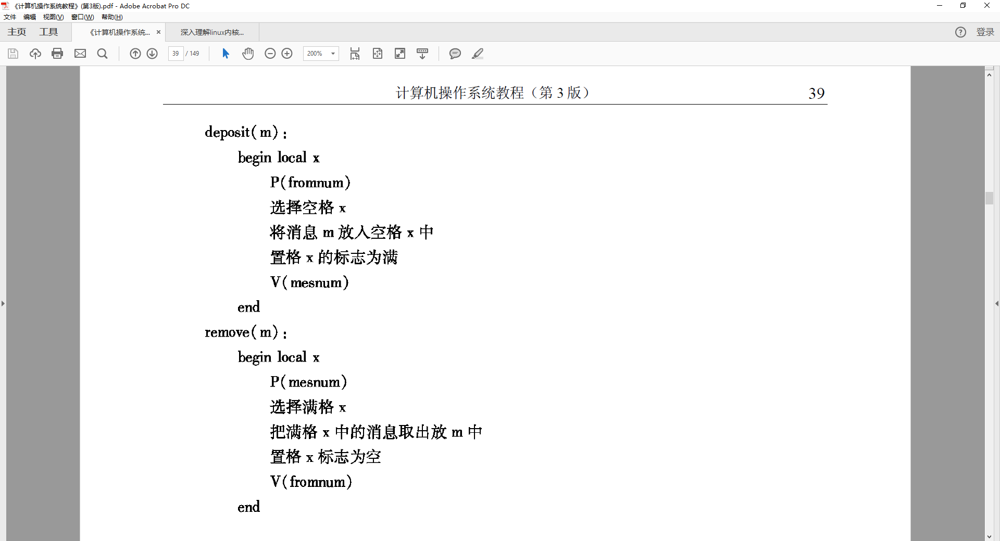 《计算机操作系统教程》(第3版).pdf - Adobe Acrobat Pro DC
文件 编辑 视图(V) 窗口(W) 帮助(H)
主页 工具 《计算机操作系统... × 深入理解linux内核... ? 登录
39 / 149 200%
计算机操作系统教程（第 3 版） 39
deposit(m)：
begin local x
P(fromnum)
选择空格 x
将消息 m 放入空格 x 中
置格 x 的标志为满
V(mesnum)
end
remove(m)：
begin local x
P(mesnum)
选择满格 x
把满格 x 中的消息取出放 m 中
置格 x 标志为空
V(fromnum)
end